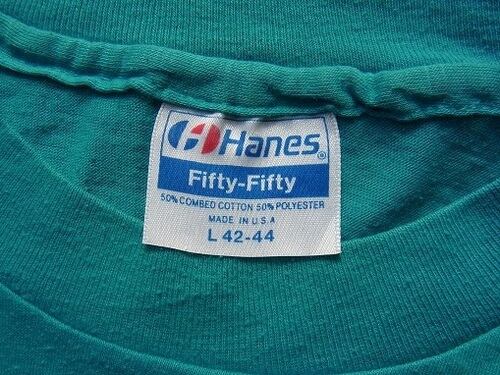 Hanes®
Fifty-Fifty
50% COMBED COTTON 50% POLYESTER
MADE IN U.S.A
L 42-44